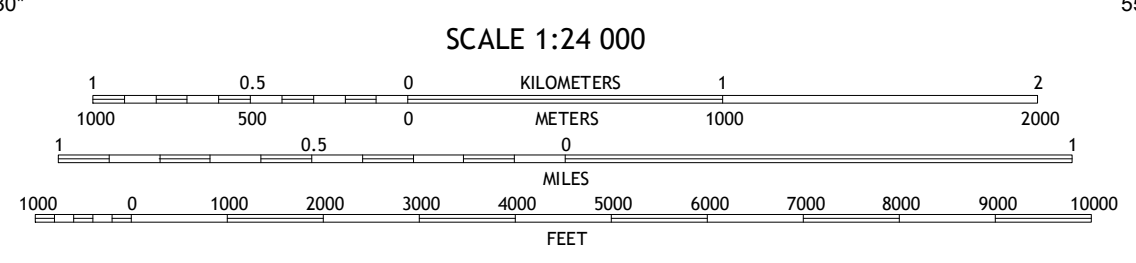 SCALE 1:24 000
1 0.5 0 KILOMETERS 1 2
1000 500 0 METERS 1000 2000
1 0.5 0 1
MILES
1000 0 1000 2000 3000 4000 5000 6000 7000 8000 9000 10000
FEET